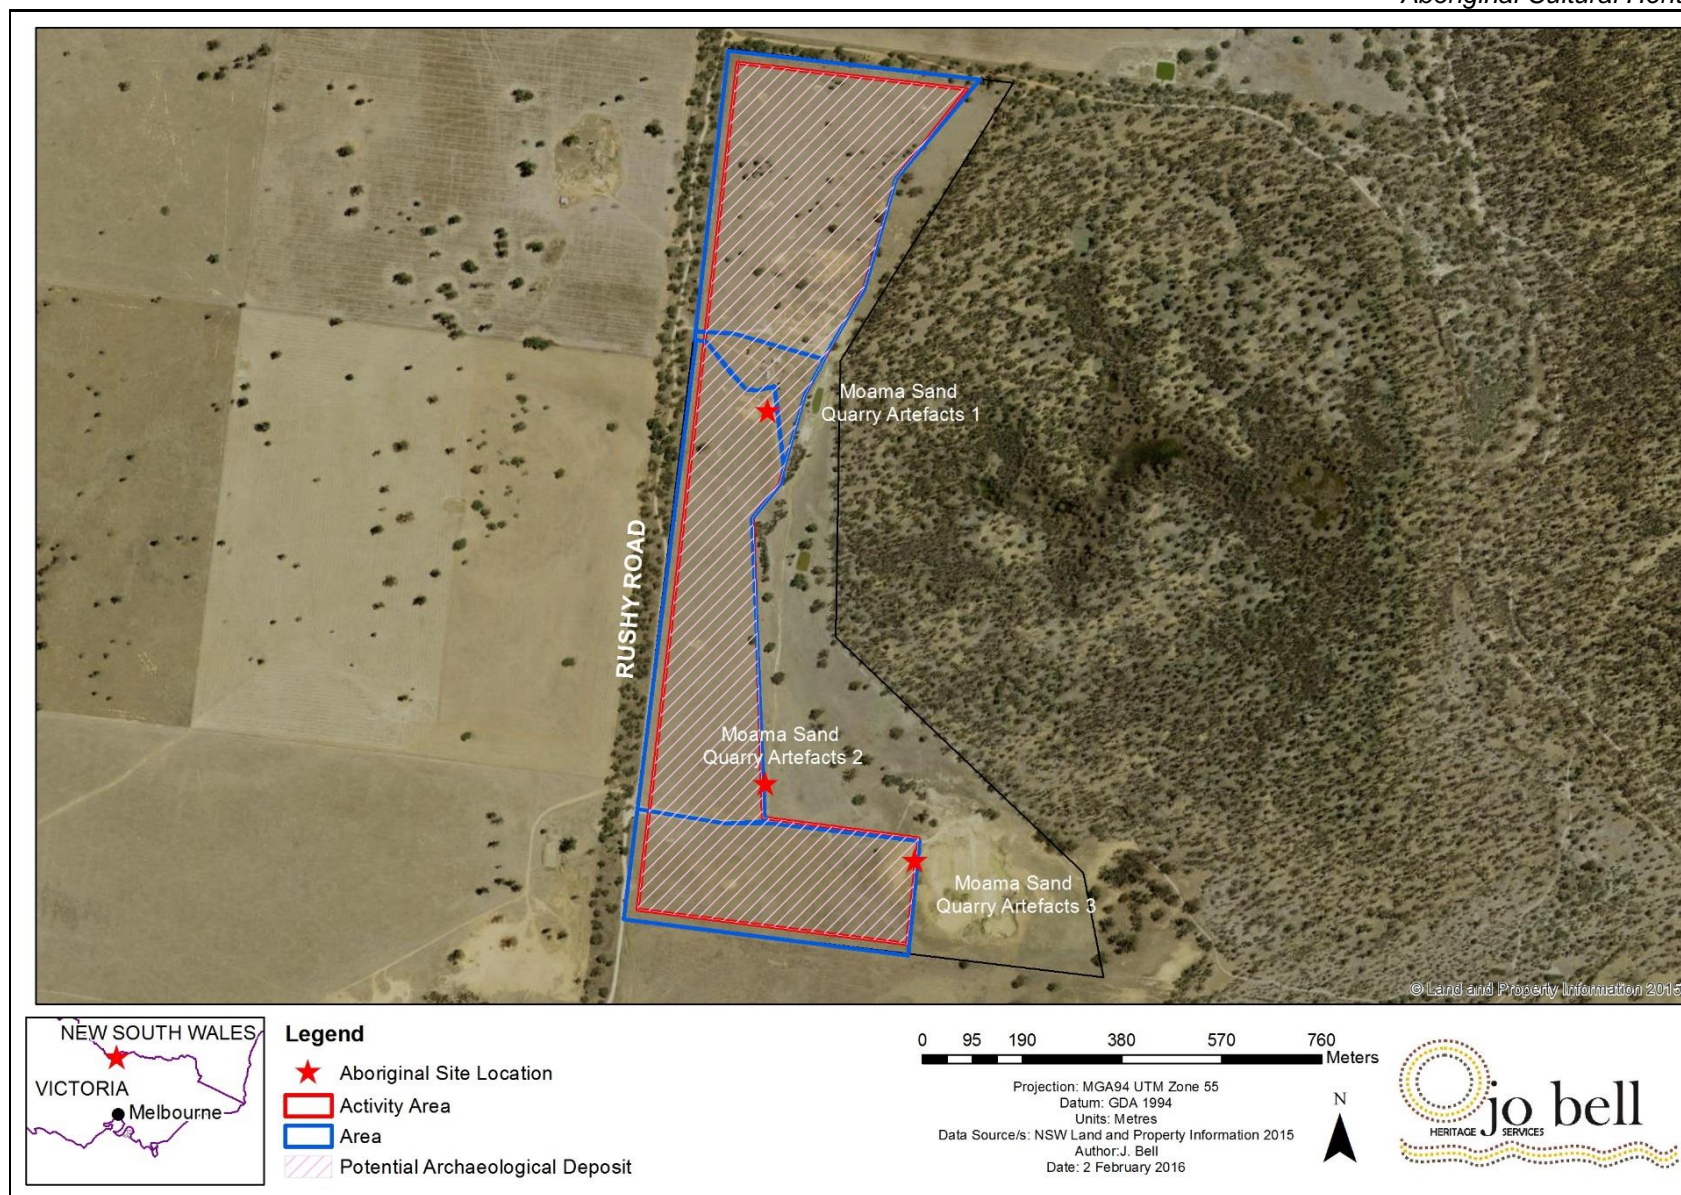 Moama Sand
Quarry Artefacts 1
RUSHY ROAD
Moama Sand
Quarry Artefacts 2
Moama Sand
Quarry Artefacts 3
© Land and Property Information 2015
NEW SOUTH WALES
VICTORIA
Melbourne
Legend
Aboriginal Site Location
Activity Area
Area
Potential Archaeological Deposit
0 95 190 380 570 760
Meters
Projection: MGA94 UTM Zone 55
Datum: GDA 1994
Units: Metres
Data Source/s: NSW Land and Property Information 2015
Author:J. Bell
Date: 2 February 2016
N
jo bell
HERITAGE SERVICES